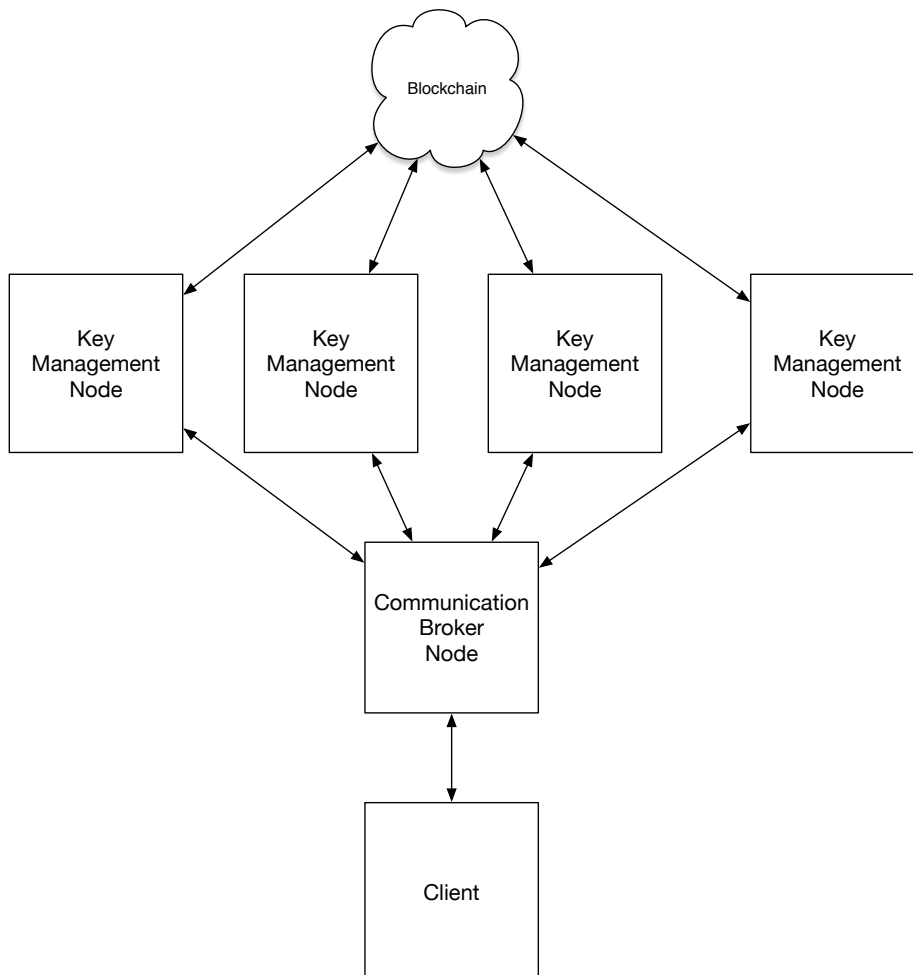 Blockchain
Key
Management
Node
Key
Management
Node
Key
Management
Node
Key
Management
Node
Communication
Broker
Node
Client